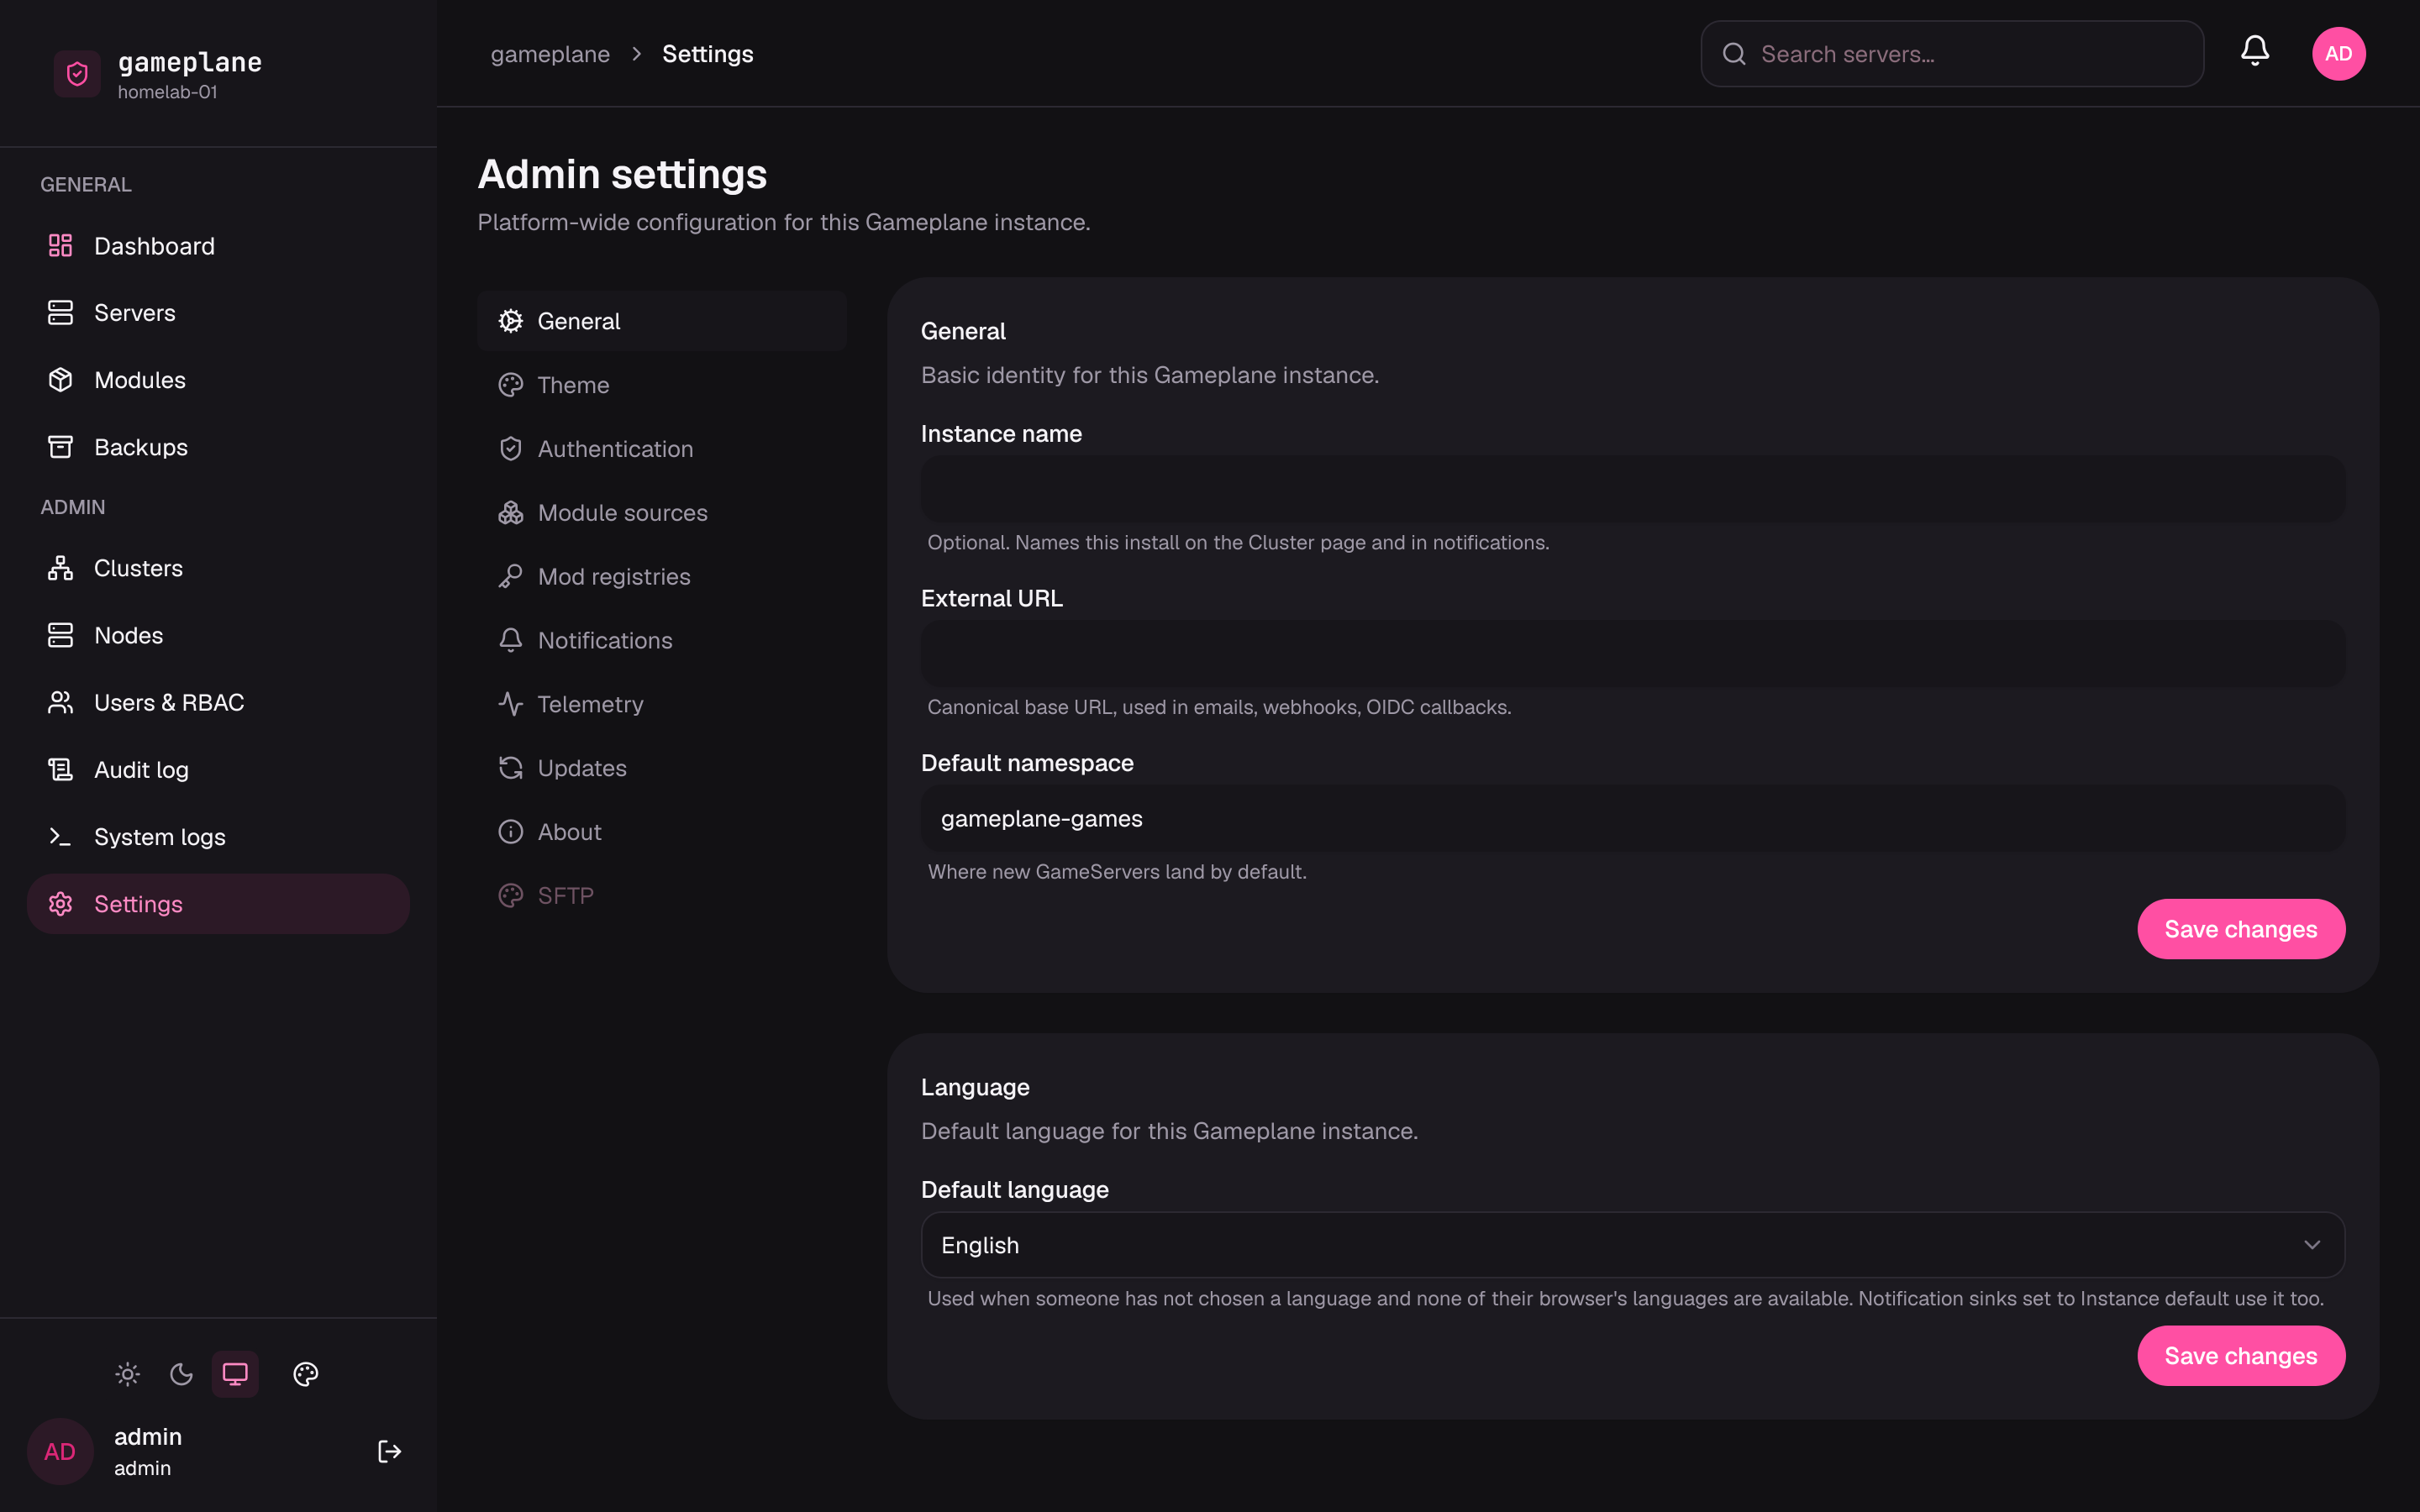 gameplane
homelab-01
GENERAL
Dashboard
Servers
Modules
Backups
ADMIN
Clusters
Nodes
Users & RBAC
Audit log
System logs
Settings
AD
admin
admin
gameplane > Settings
Search servers...
AD
Admin settings
Platform-wide configuration for this Gameplane instance.
General
Theme
Authentication
Module sources
Mod registries
Notifications
Telemetry
Updates
About
SFTP
General
Basic identity for this Gameplane instance.
Instance name
Optional. Names this install on the Cluster page and in notifications.
External URL
Canonical base URL, used in emails, webhooks, OIDC callbacks.
Default namespace
gameplane-games
Where new GameServers land by default.
Save changes
Language
Default language for this Gameplane instance.
Default language
English
Used when someone has not chosen a language and none of their browser's languages are available. Notification sinks set to Instance default use it too.
Save changes